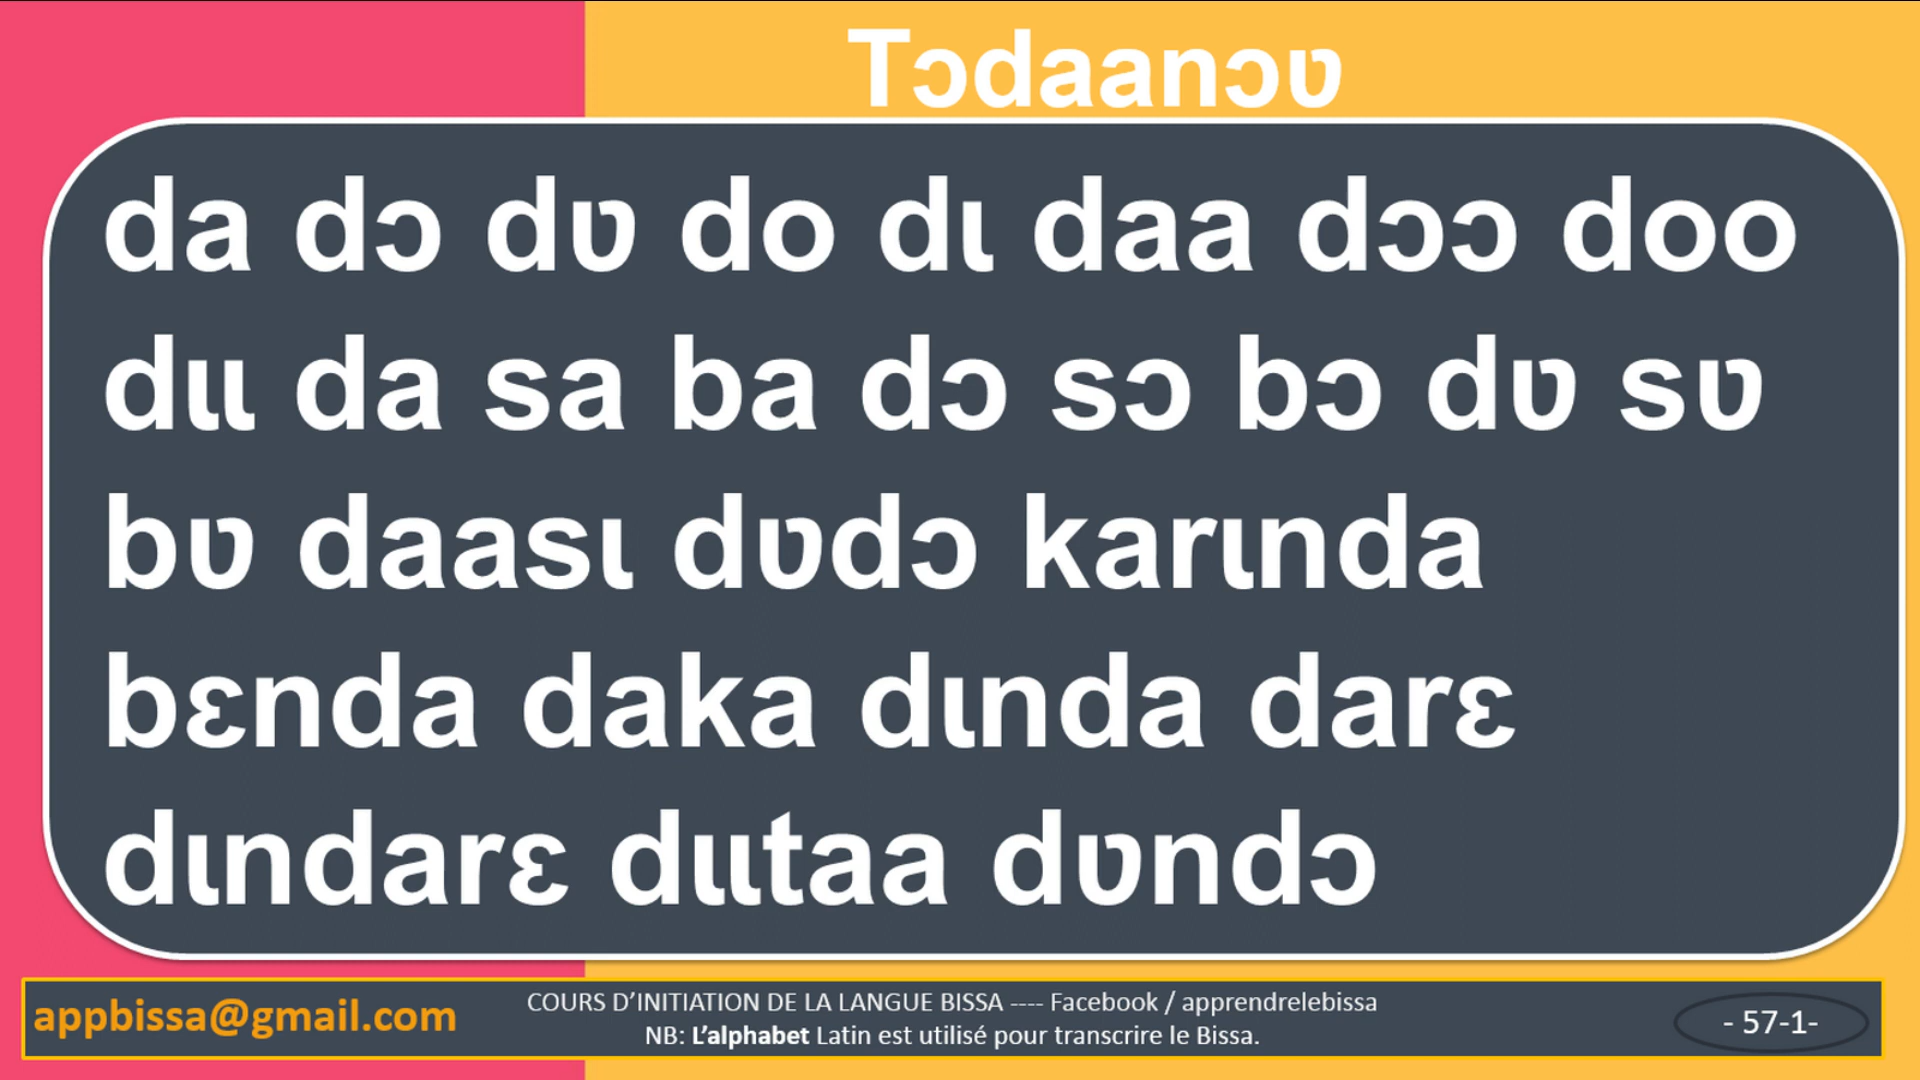 Tɔdaanɔʋ
da dɔ dʋ do dɩ daa dɔɔ doo
dɩɩ da sa ba dɔ sɔ bɔ dʋ sʋ
bʋ daasɩ dʋdɔ karɩnda
bɛnda daka dɩnda darɛ
dɩndarɛ dɩɩtaa dʋndɔ
appbissa@gmail.com
COURS D’INITIATION DE LA LANGUE BISSA ---- Facebook / apprendrelebissa
NB: L’alphabet Latin est utilisé pour transcrire le Bissa.
- 57-1-